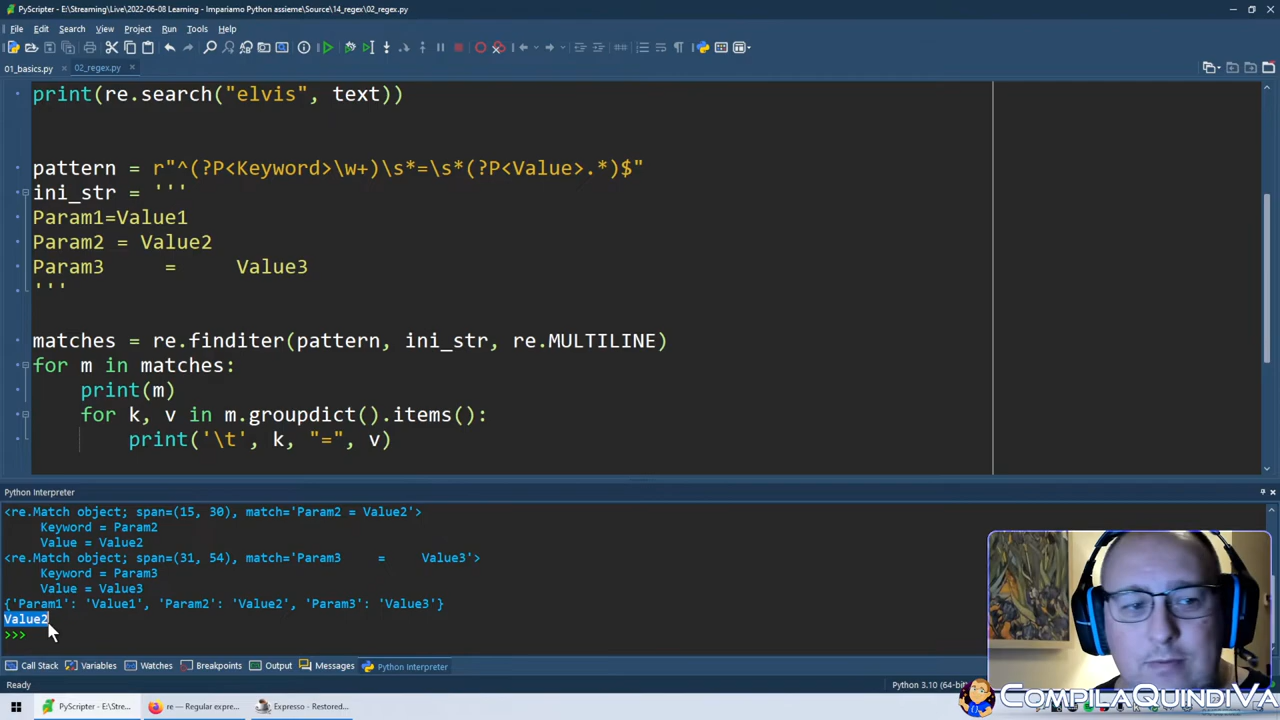 PyScripter - E:\Streaming\Live\2022-06-08 Learning - Impariamo Python assieme\Source\14_regex\02_regex.py
File Edit Search View Project Run Tools Help
01_basics.py 02_regex.py
print(re.search("elvis", text))
pattern = r"^(?P<Keyword>\w+)\s*=\s*(?P<Value>.*)$"
ini_str = '''
Param1=Value1
Param2 = Value2
Param3     =     Value3
'''
matches = re.finditer(pattern, ini_str, re.MULTILINE)
for m in matches:
    print(m)
    for k, v in m.groupdict().items():
        print('\t', k, "=", v)
Python Interpreter
<re.Match object; span=(15, 30), match='Param2 = Value2'>
Keyword = Param2
Value = Value2
<re.Match object; span=(31, 54), match='Param3     =     Value3'>
Keyword = Param3
Value = Value3
{'Param1': 'Value1', 'Param2': 'Value2', 'Param3': 'Value3'}
Value2
>>>
Call Stack Variables Watches Breakpoints Output Messages Python Interpreter
Ready Python 3.10 (64-bit)
PyScripter - E:\Stre... re — Regular expre... Expresso - Restored...
COMPILAQUINDIVA